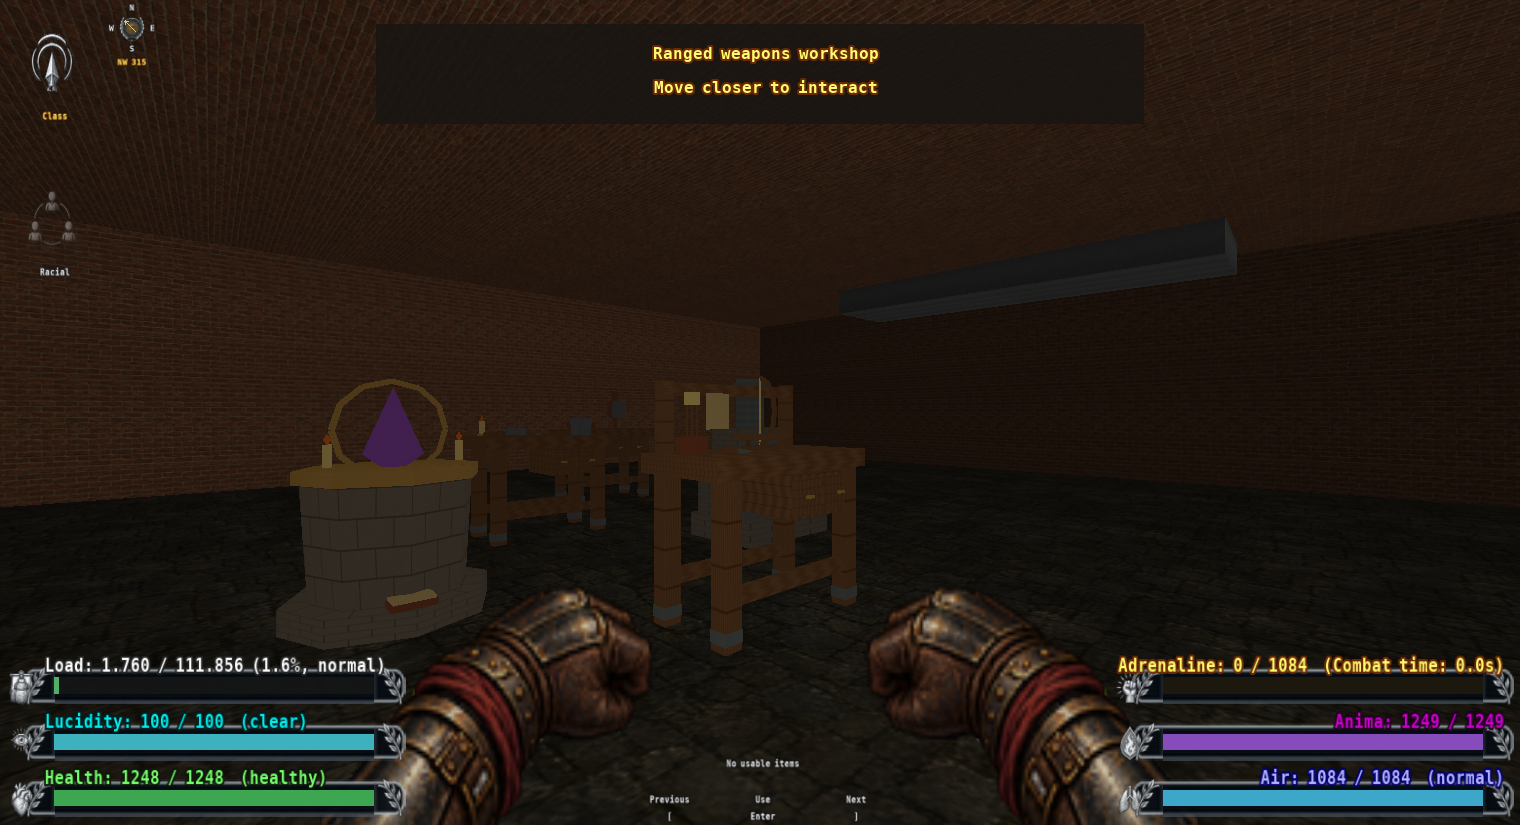 N
W E
S
NW 315
Class
Racial
Ranged weapons workshop
Move closer to interact
Load: 1.760 / 111.856 (1.6%, normal)
Lucidity: 100 / 100 (clear)
Health: 1248 / 1248 (healthy)
Adrenaline: 0 / 1084 (Combat time: 0.0s)
Anima: 1249 / 1249
Air: 1084 / 1084 (normal)
No usable items
Previous Use Next
[ Enter ]